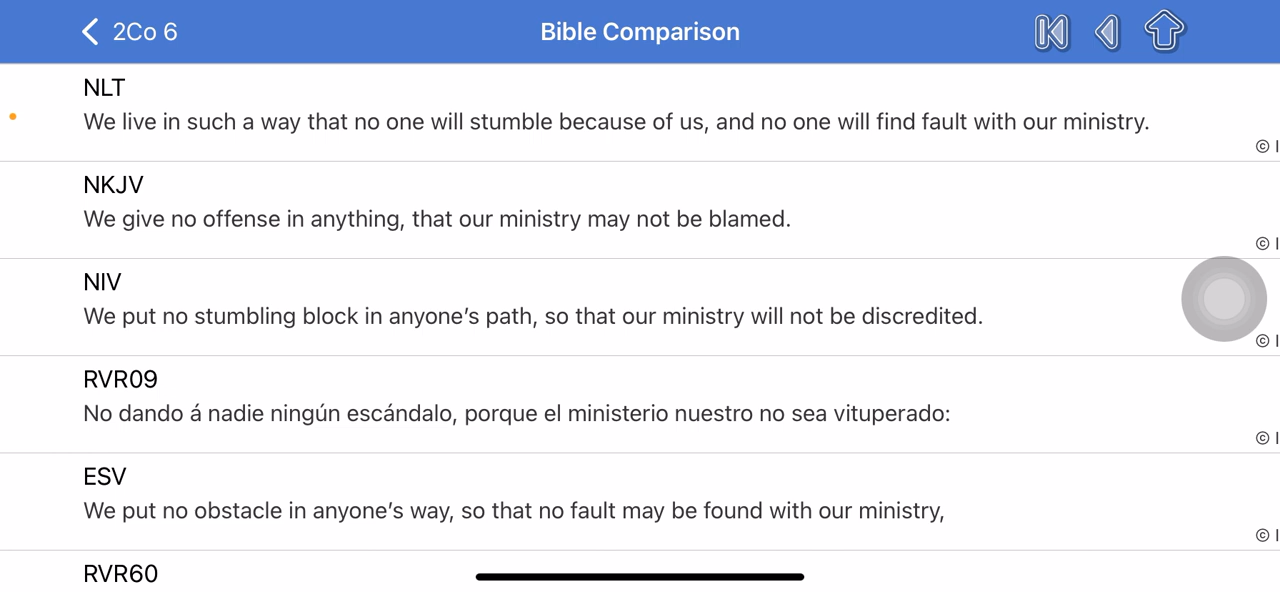 2Co 6
Bible Comparison
NLT
We live in such a way that no one will stumble because of us, and no one will find fault with our ministry.
©
NKJV
We give no offense in anything, that our ministry may not be blamed.
©
NIV
We put no stumbling block in anyone’s path, so that our ministry will not be discredited.
©
RVR09
No dando á nadie ningún escándalo, porque el ministerio nuestro no sea vituperado:
©
ESV
We put no obstacle in anyone’s way, so that no fault may be found with our ministry,
©
RVR60